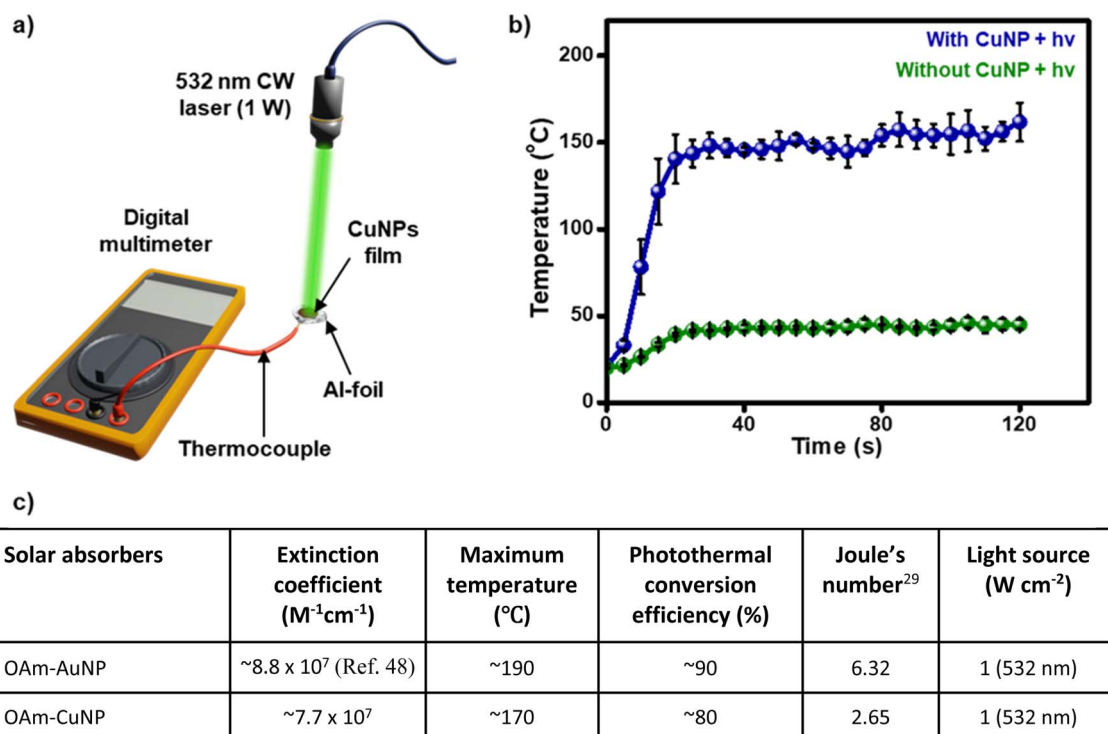 a)
532 nm CW
laser (1 W)
Digital
multimeter
CuNPs
film
Al-foil
Thermocouple
b)
With CuNP + hν
Without CuNP + hν
Temperature (°C)
200
150
100
50
0
0 40 80 120
Time (s)
c)
Solar absorbers
Extinction
coefficient
(M⁻¹cm⁻¹)
Maximum
temperature
(℃)
Photothermal
conversion
efficiency (%)
Joule’s
number²⁹
Light source
(W cm⁻²)
OAm-AuNP ~8.8 x 10⁷ (Ref. 48) ~190 ~90 6.32 1 (532 nm)
OAm-CuNP ~7.7 x 10⁷ ~170 ~80 2.65 1 (532 nm)